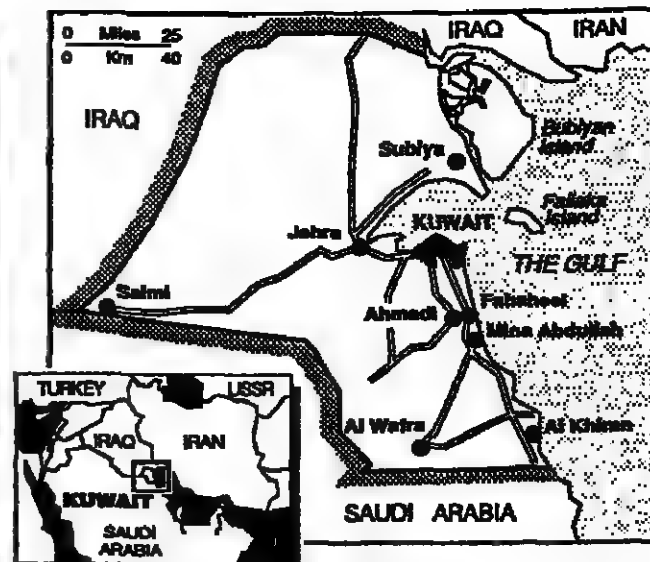 0 Miles 25
0 Km 40
IRAQ
IRAN
IRAQ
Bubiyan
Island
Subiya
Failaka
Island
Jahra
KUWAIT
THE GULF
Salmi
Ahmadi
Fahaheel
Mina Abdullah
Al Wafra
Al Khiran
SAUDI ARABIA
TURKEY
USSR
IRAQ
IRAN
KUWAIT
SAUDI
ARABIA